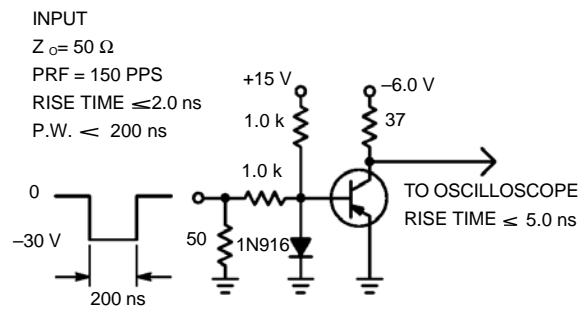 INPUT
Z o= 50 Ω
PRF = 150 PPS
RISE TIME ≤2.0 ns
P.W. < 200 ns
+15 V
–6.0 V
1.0 k
37
1.0 k
0
TO OSCILLOSCOPE
RISE TIME ≤ 5.0 ns
–30 V
50
1N916
200 ns